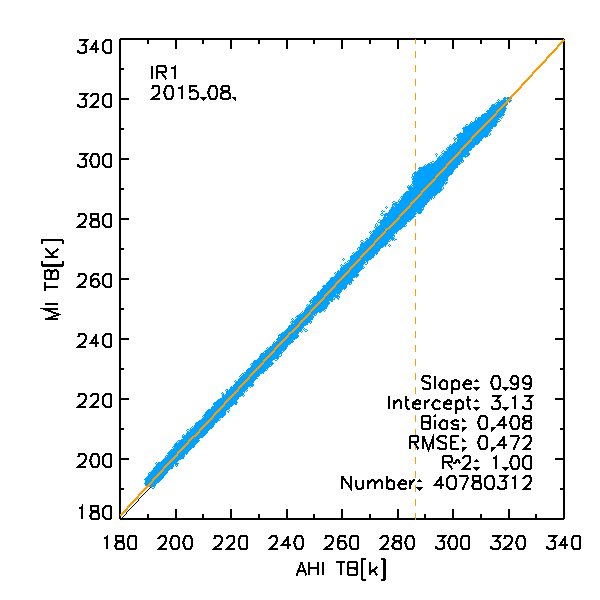 340
IR1
2015.08.
320
300
280
MI TB[K]
260
240
220
200
180
Slope: 0.99
Intercept: 3.13
Bias: 0.408
RMSE: 0.472
R^2: 1.00
Number: 40780312
180 200 220 240 260 280 300 320 340
AHI TB[k]